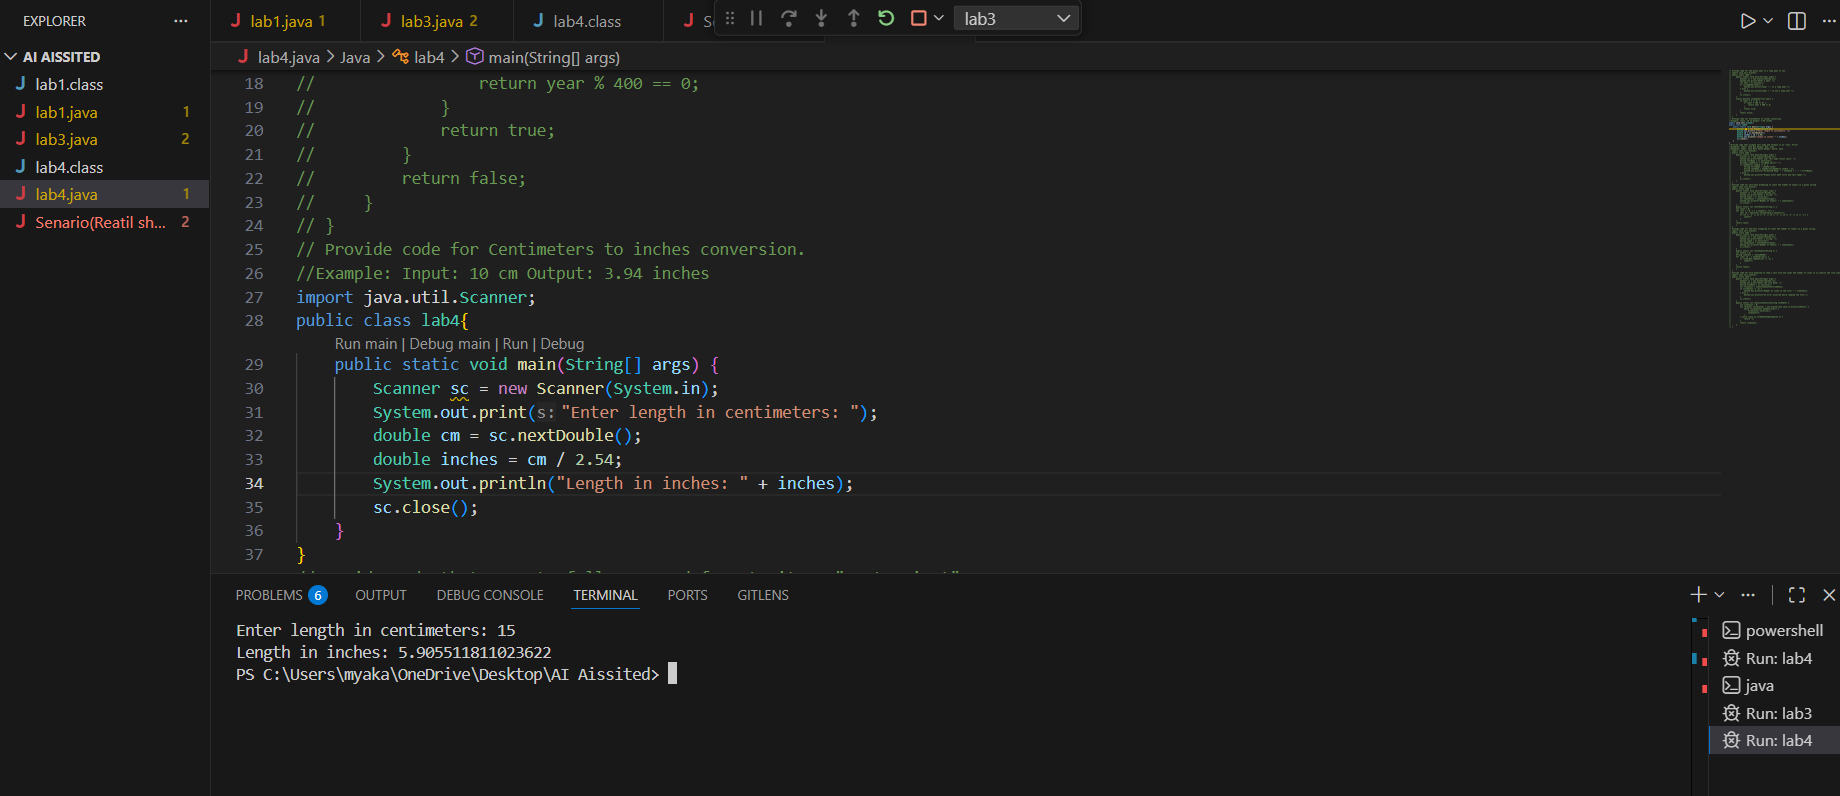 EXPLORER
AI AISSITED
lab1.class
lab1.java 1
lab3.java 2
lab4.class
lab4.java 1
Senario(Reatil sh... 2
lab1.java 1
lab3.java 2
lab4.class
lab3
lab4.java > Java > lab4 > main(String[] args)
18 // return year % 400 == 0;
19 // }
20 // return true;
21 // }
22 // return false;
23 // }
24 // }
25 // Provide code for Centimeters to inches conversion.
26 //Example: Input: 10 cm Output: 3.94 inches
27 import java.util.Scanner;
28 public class lab4{
Run main | Debug main | Run | Debug
29 public static void main(String[] args) {
30 Scanner sc = new Scanner(System.in);
31 System.out.print(s: "Enter length in centimeters: ");
32 double cm = sc.nextDouble();
33 double inches = cm / 2.54;
34 System.out.println("Length in inches: " + inches);
35 sc.close();
36 }
37 }
PROBLEMS 6 OUTPUT DEBUG CONSOLE TERMINAL PORTS GITLENS
Enter length in centimeters: 15
Length in inches: 5.905511811023622
PS C:\Users\myaka\OneDrive\Desktop\AI Aissited>
powershell
Run: lab4
java
Run: lab3
Run: lab4